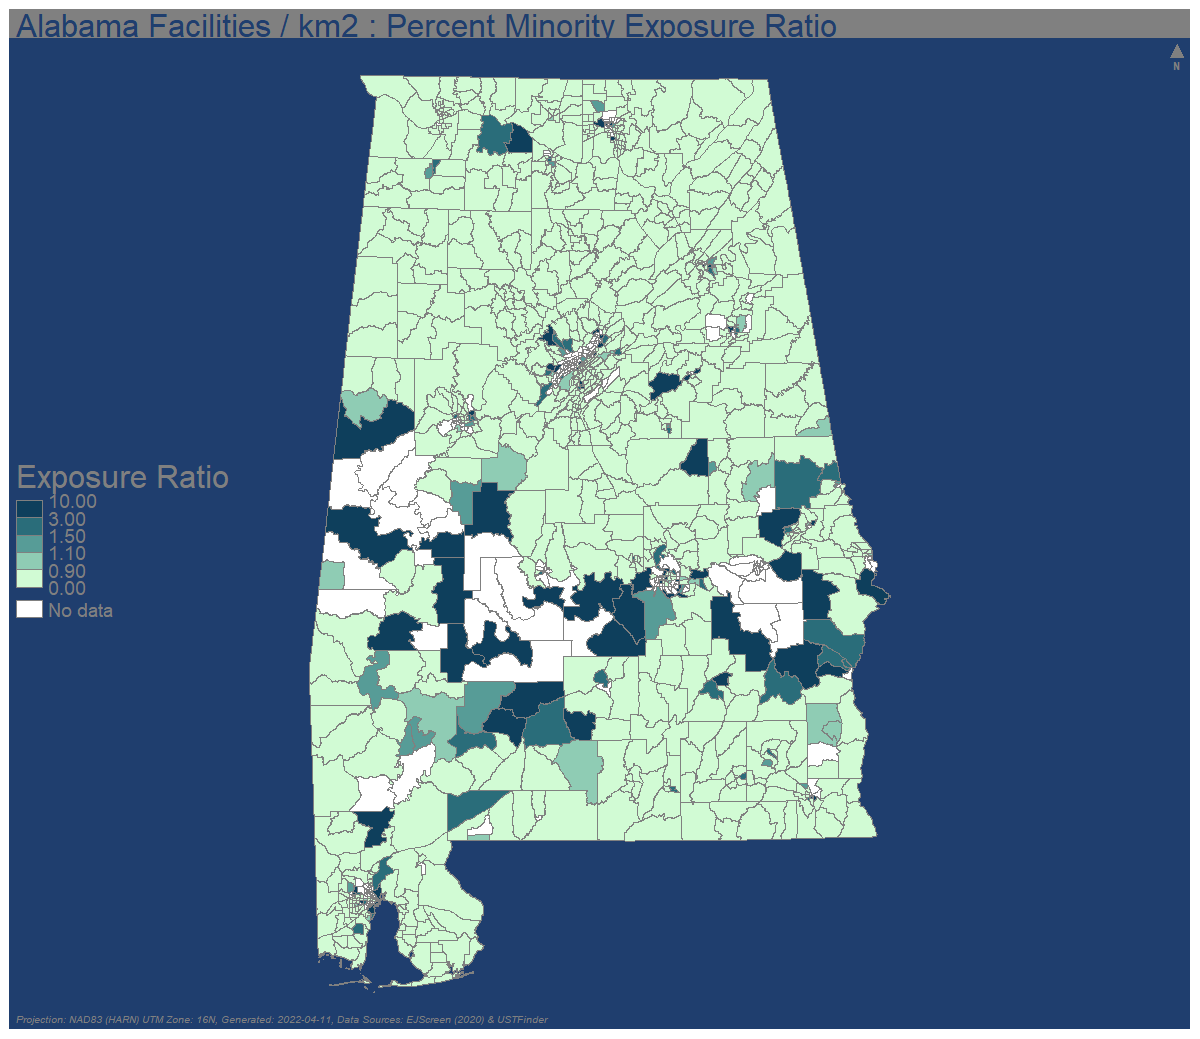 Alabama Facilities / km2 : Percent Minority Exposure Ratio
N
Exposure Ratio
10.00
3.00
1.50
1.10
0.90
0.00
No data
Projection: NAD83 (HARN) UTM Zone: 16N, Generated: 2022-04-11, Data Sources: EJScreen (2020) & USTFinder